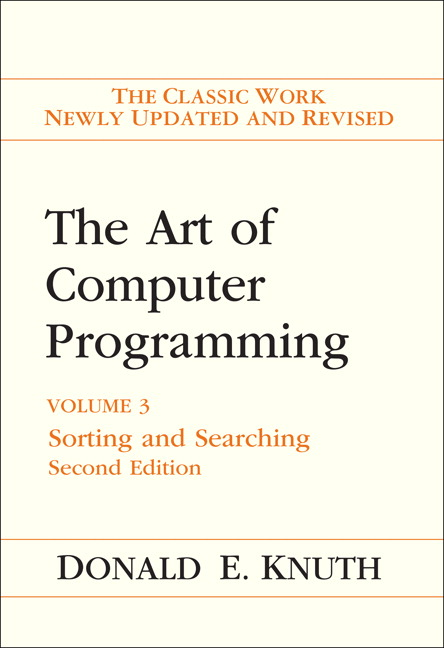 THE CLASSIC WORK
NEWLY UPDATED AND REVISED
The Art of
Computer
Programming
VOLUME 3
Sorting and Searching
Second Edition
DONALD E. KNUTH